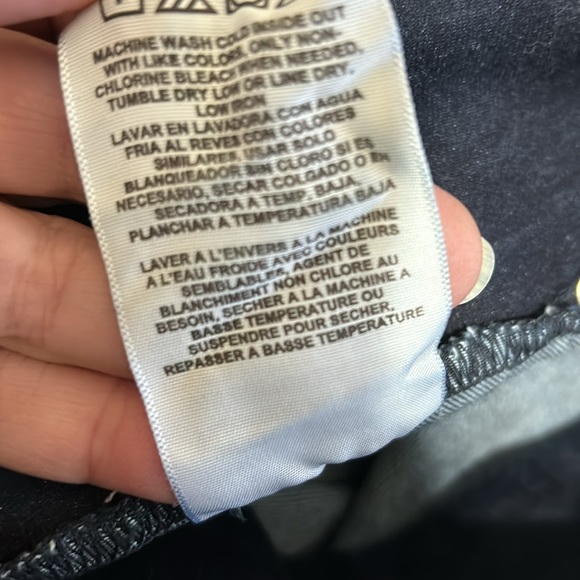 MACHINE WASH COLD INSIDE OUT
WITH LIKE COLORS. ONLY NON-
CHLORINE BLEACH WHEN NEEDED.
TUMBLE DRY LOW OR LINE DRY.
LOW IRON
LAVAR EN LAVADORA CON AGUA
FRIA AL REVES CON COLORES
SIMILARES, USAR SOLO
BLANQUEADOR SIN CLORO SI ES
NECESARIO, SECAR COLGADO O EN
SECADORA A TEMP. BAJA.
PLANCHAR A TEMPERATURA BAJA
LAVER À L'ENVERS À LA MACHINE
A L'EAU FROIDE AVEC COULEURS
SEMBLABLES, AGENT DE
BLANCHIMENT NON CHLORE AU
BESOIN, SECHER A LA MACHINE A
BASSE TEMPERATURE OU
SUSPENDRE POUR SECHER.
REPASSER A BASSE TEMPERATURE